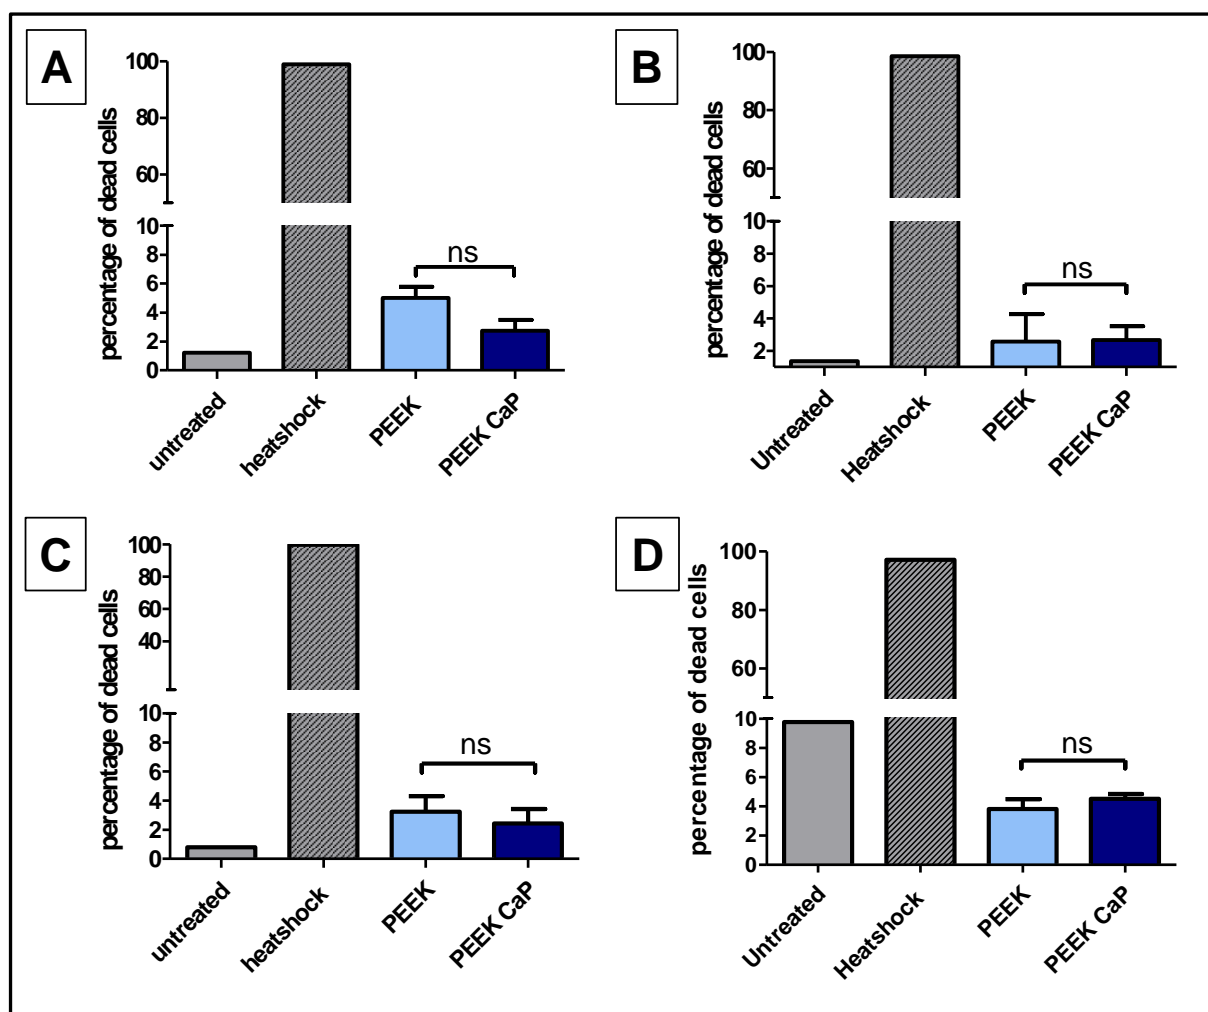 A
percentage of dead cells
100
80
60
10
8
6
4
2
0
ns
untreated
heatshock
PEEK
PEEK CaP
B
percentage of dead cells
100
80
60
10
8
6
4
2
ns
Untreated
Heatshock
PEEK
PEEK CaP
C
percentage of dead cells
100
80
60
40
10
8
6
4
2
0
ns
untreated
heatshock
PEEK
PEEK CaP
D
percentage of dead cells
100
80
60
10
8
6
4
2
0
ns
Untreated
Heatshock
PEEK
PEEK CaP